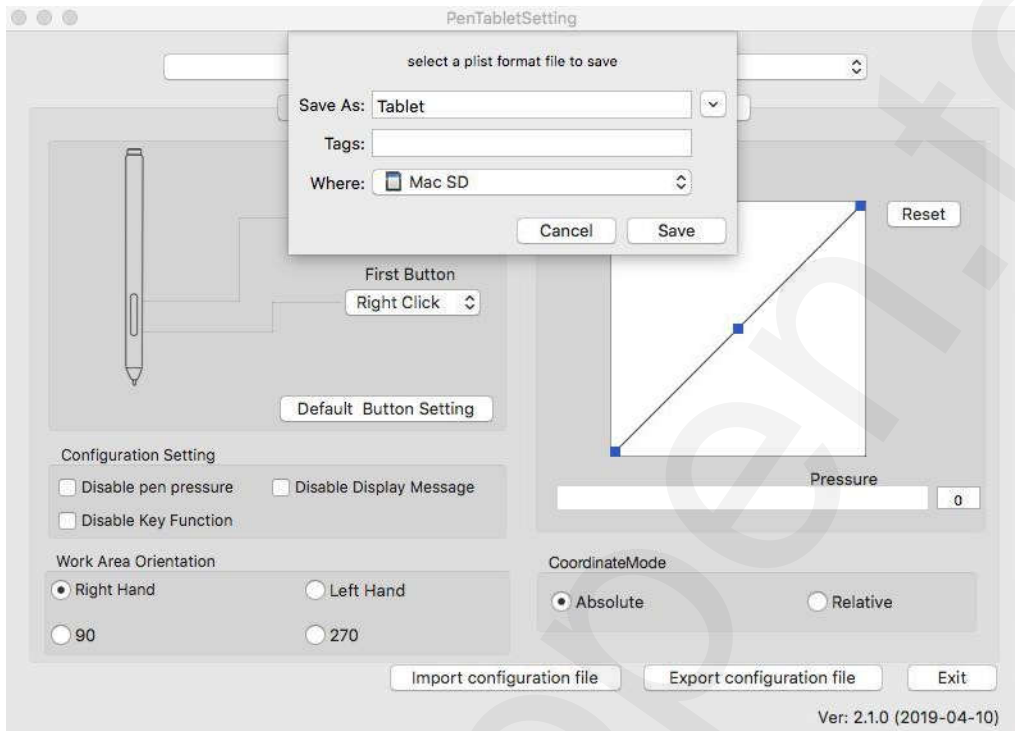 PenTabletSetting
select a plist format file to save
Save As: Tablet
Tags:
Where: Mac SD
Cancel Save
Reset
First Button
Right Click
Default Button Setting
Configuration Setting
Disable pen pressure Disable Display Message
Disable Key Function
Pressure
0
Work Area Orientation
Right Hand Left Hand
90 270
CoordinateMode
Absolute Relative
Import configuration file Export configuration file Exit
Ver: 2.1.0 (2019-04-10)